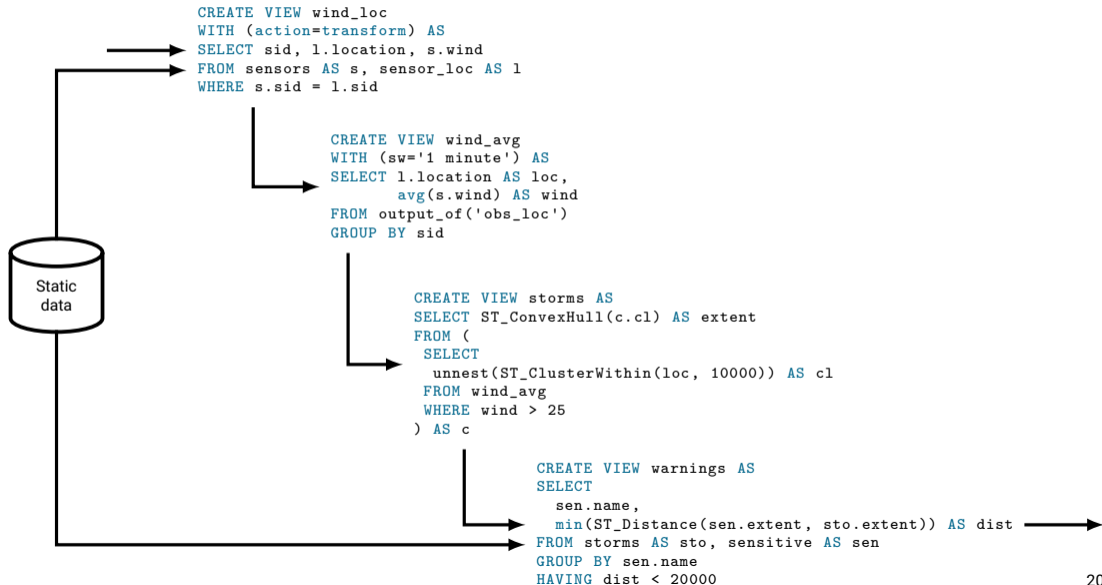 CREATE VIEW wind_loc
WITH (action=transform) AS
SELECT sid, l.location, s.wind
FROM sensors AS s, sensor_loc AS l
WHERE s.sid = l.sid
CREATE VIEW wind_avg
WITH (sw='1 minute') AS
SELECT l.location AS loc,
avg(s.wind) AS wind
FROM output_of('obs_loc')
GROUP BY sid
Static
data
CREATE VIEW storms AS
SELECT ST_ConvexHull(c.cl) AS extent
FROM (
SELECT
unnest(ST_ClusterWithin(loc, 10000)) AS cl
FROM wind_avg
WHERE wind > 25
) AS c
CREATE VIEW warnings AS
SELECT
sen.name,
min(ST_Distance(sen.extent, sto.extent)) AS dist
FROM storms AS sto, sensitive AS sen
GROUP BY sen.name
HAVING dist < 20000
20